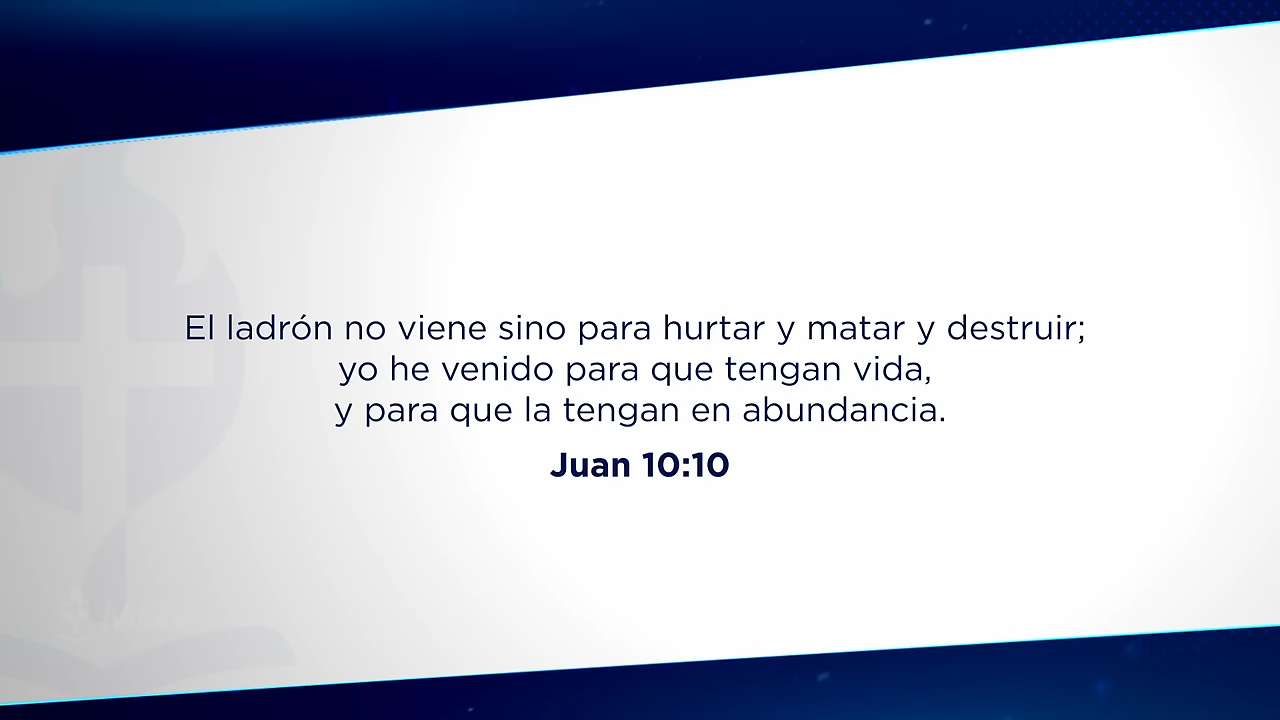 El ladrón no viene sino para hurtar y matar y destruir;
yo he venido para que tengan vida,
y para que la tengan en abundancia.
Juan 10:10